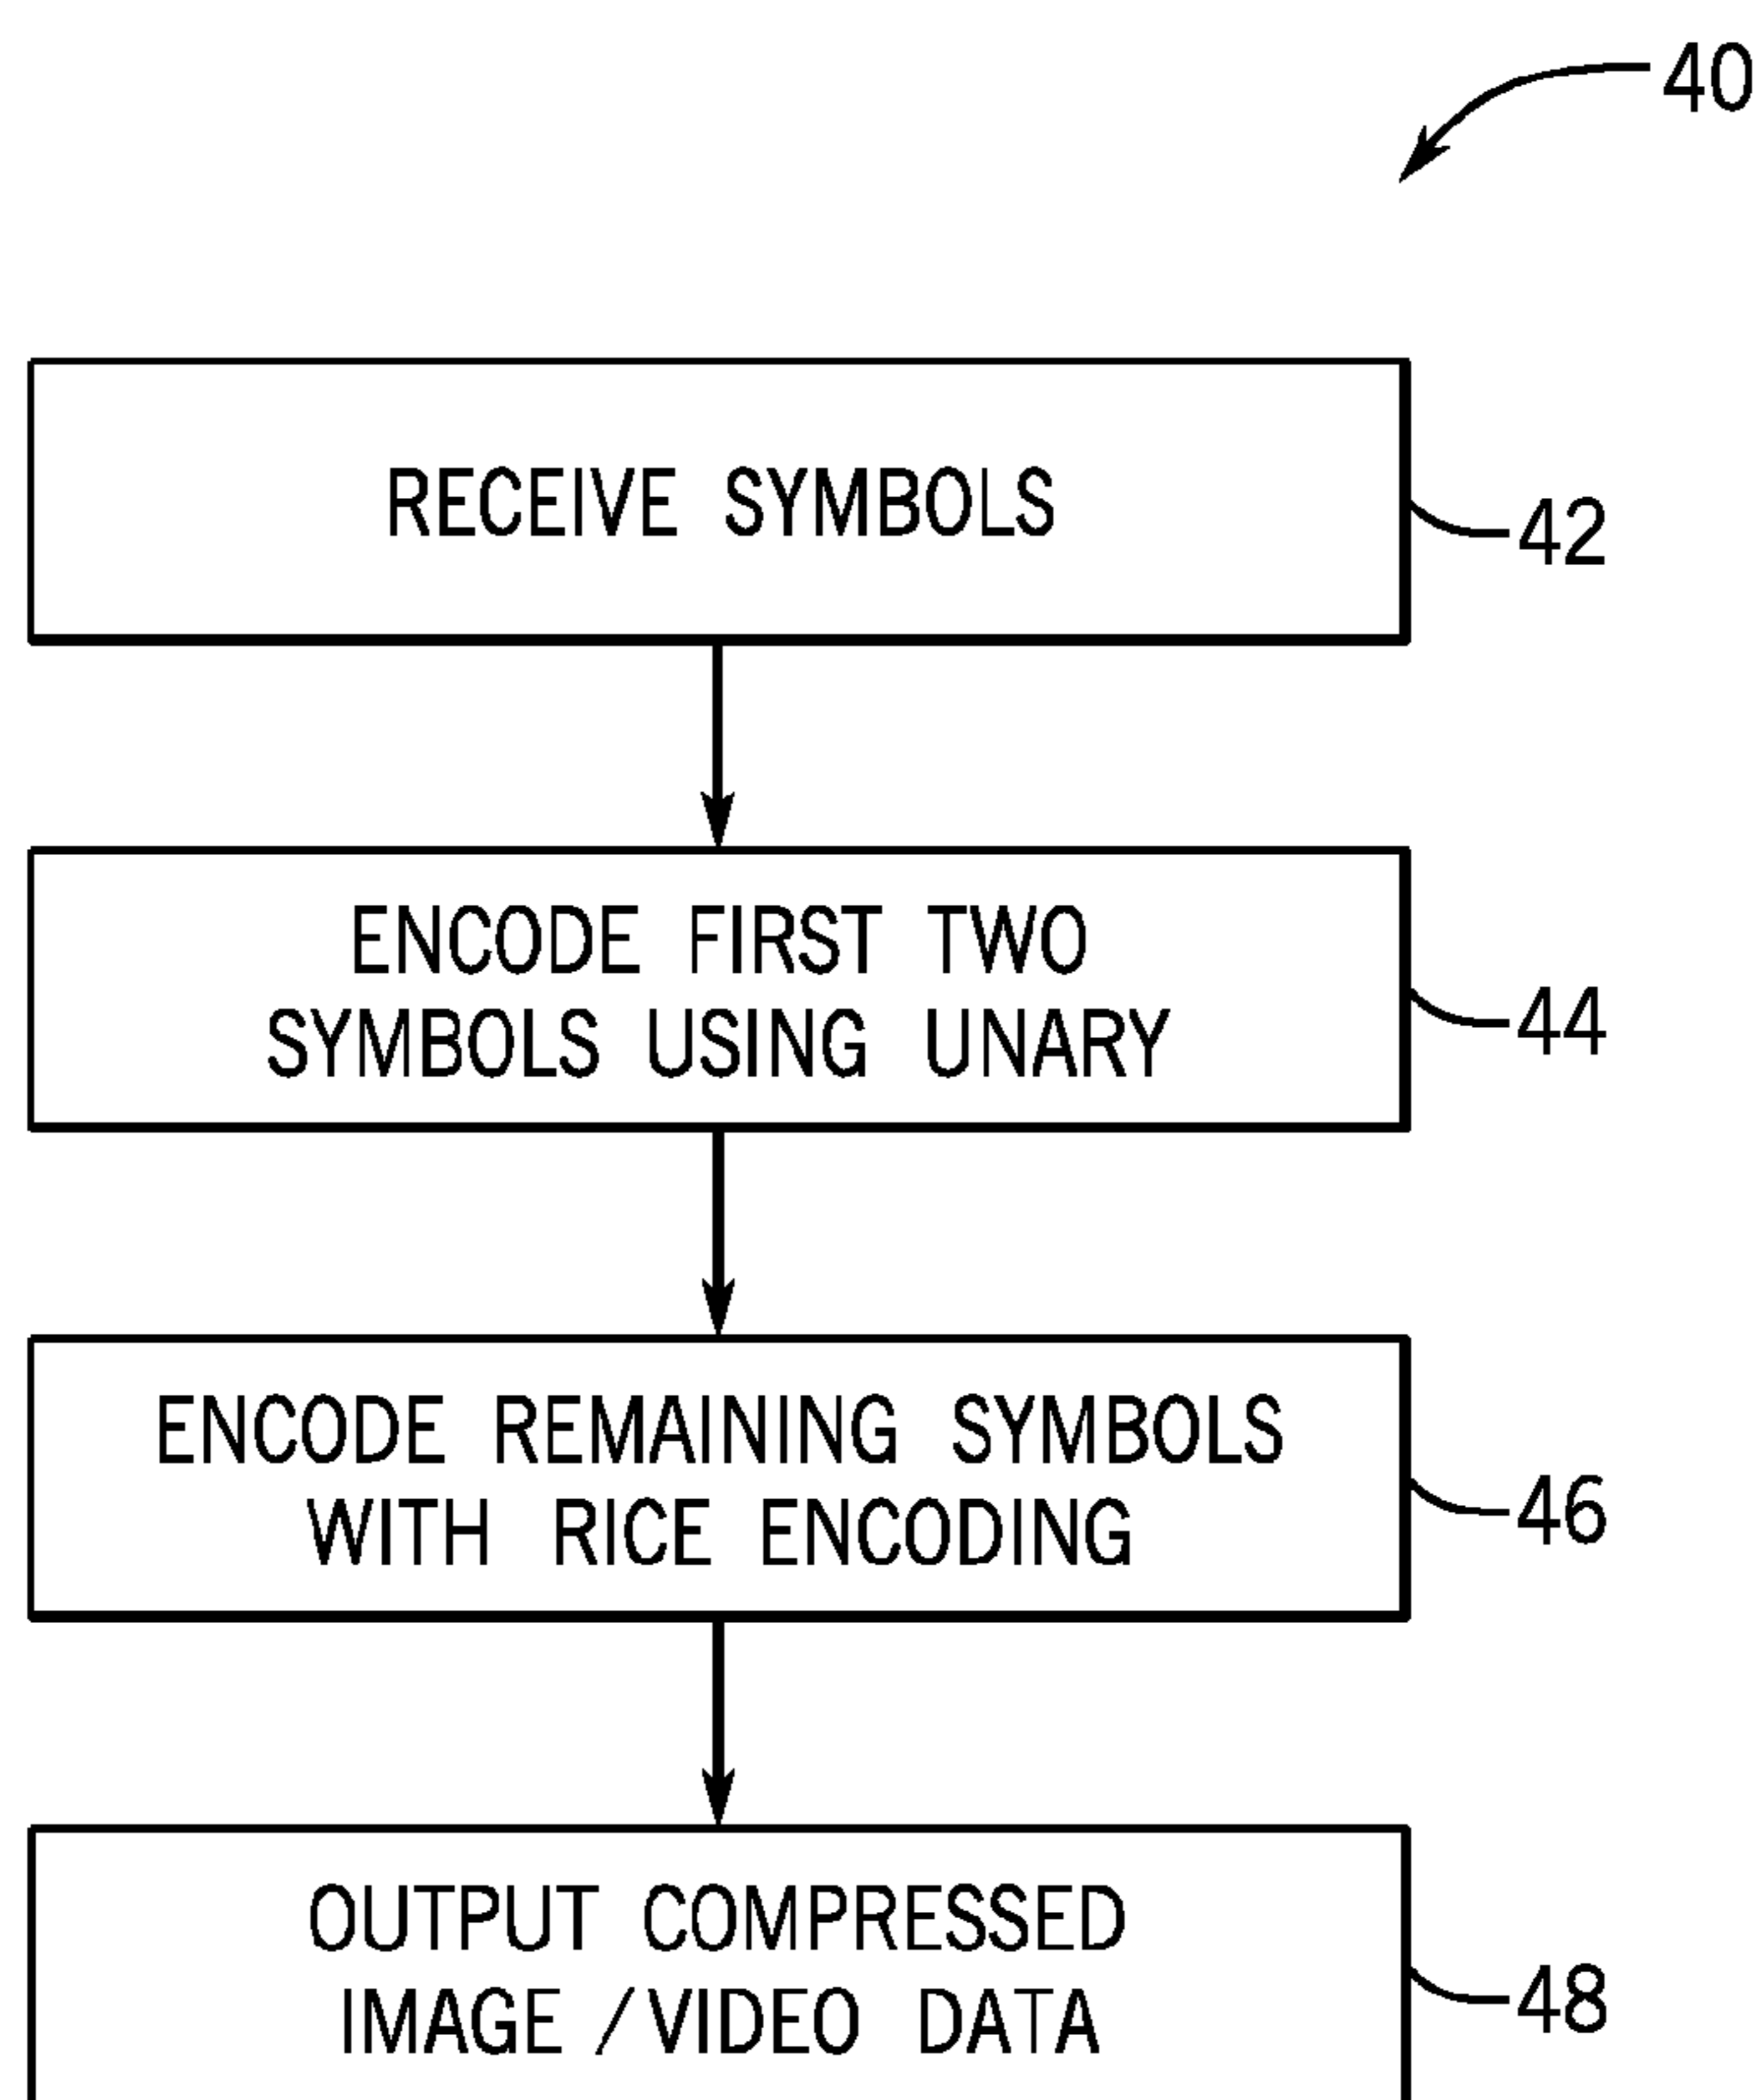 40
RECEIVE SYMBOLS
42
ENCODE FIRST TWO
SYMBOLS USING UNARY
44
ENCODE REMAINING SYMBOLS
WITH RICE ENCODING
46
OUTPUT COMPRESSED
IMAGE/VIDEO DATA
48